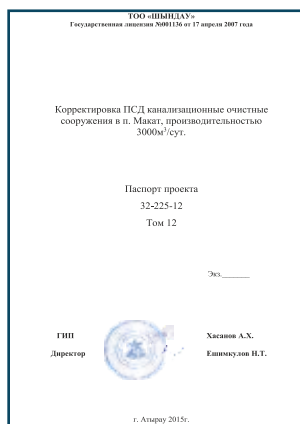 ТОО «ШЫНДАУ»
Государственная лицензия №001136 от 17 апреля 2007 года
Корректировка ПСД канализационные очистные
сооружения в п. Макат, производительностью
3000м³/сут.
Паспорт проекта
32-225-12
Том 12
Экз._______
ГИП Хасанов А.Х.
Директор Ешимкулов Н.Т.
г. Атырау 2015г.